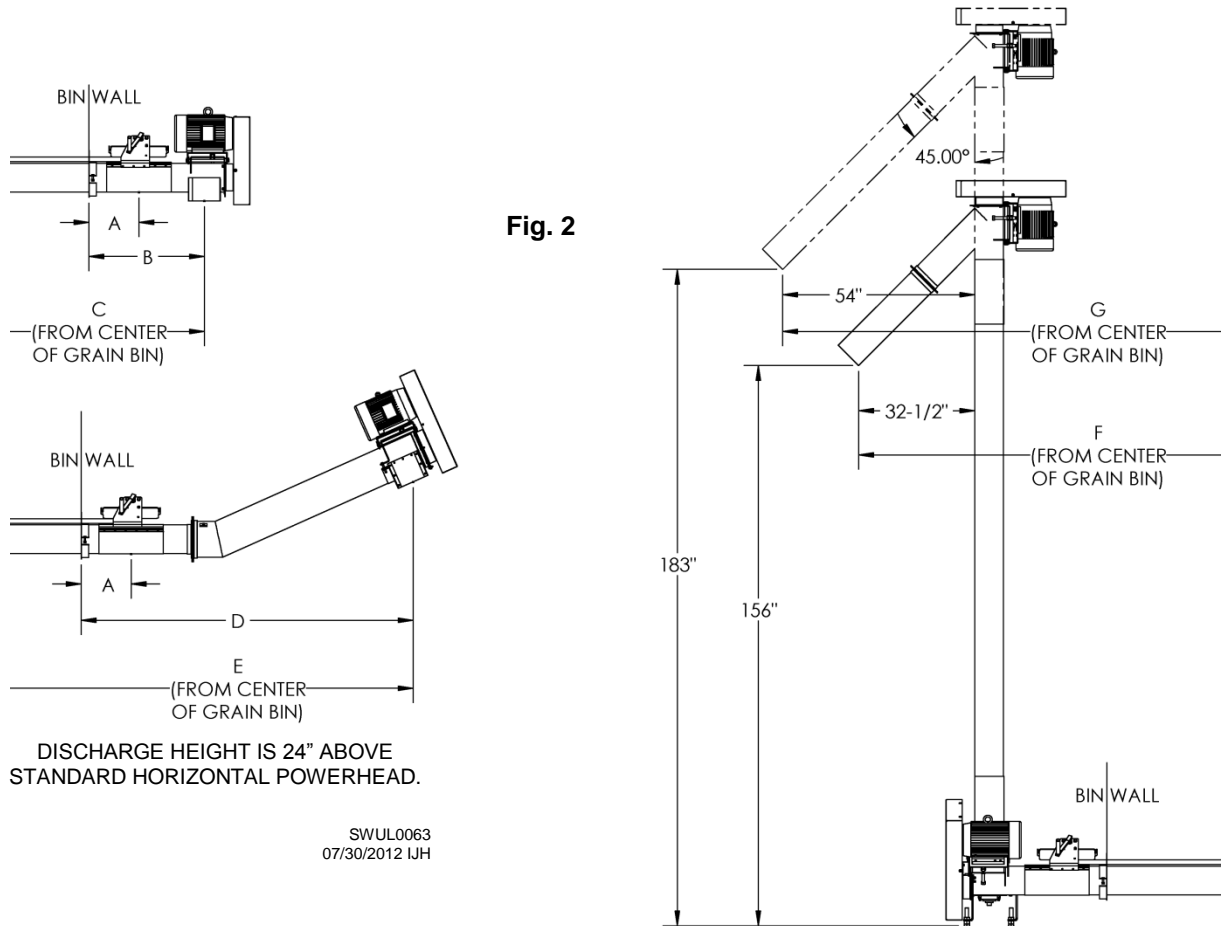 BIN WALL
A
B
C
(FROM CENTER
OF GRAIN BIN)
BIN WALL
A
D
E
(FROM CENTER
OF GRAIN BIN)
DISCHARGE HEIGHT IS 24” ABOVE
STANDARD HORIZONTAL POWERHEAD.
SWUL0063
07/30/2012 IJH
Fig. 2
45.00°
54"
G
(FROM CENTER
OF GRAIN BIN)
32-1/2"
F
(FROM CENTER
OF GRAIN BIN)
183"
156"
BIN WALL